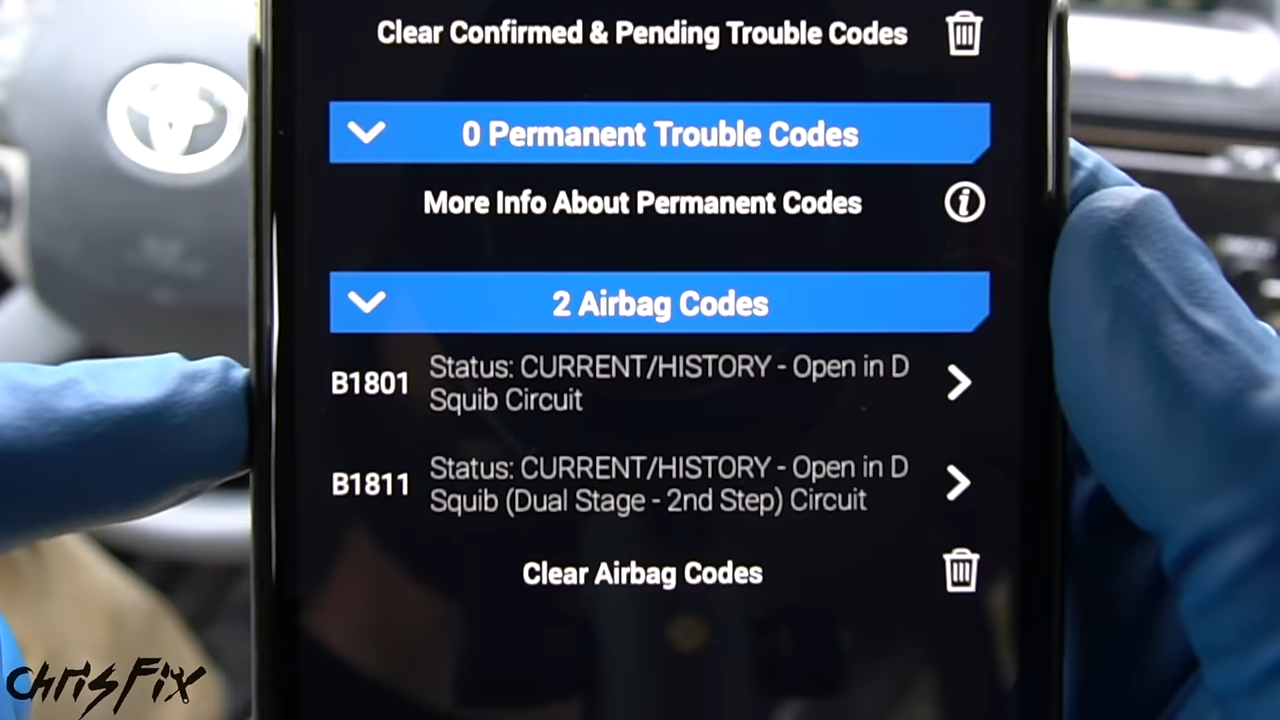 Clear Confirmed & Pending Trouble Codes
0 Permanent Trouble Codes
More Info About Permanent Codes
2 Airbag Codes
B1801
Status: CURRENT/HISTORY - Open in D
Squib Circuit
B1811
Status: CURRENT/HISTORY - Open in D
Squib (Dual Stage - 2nd Step) Circuit
Clear Airbag Codes
ChrisFix